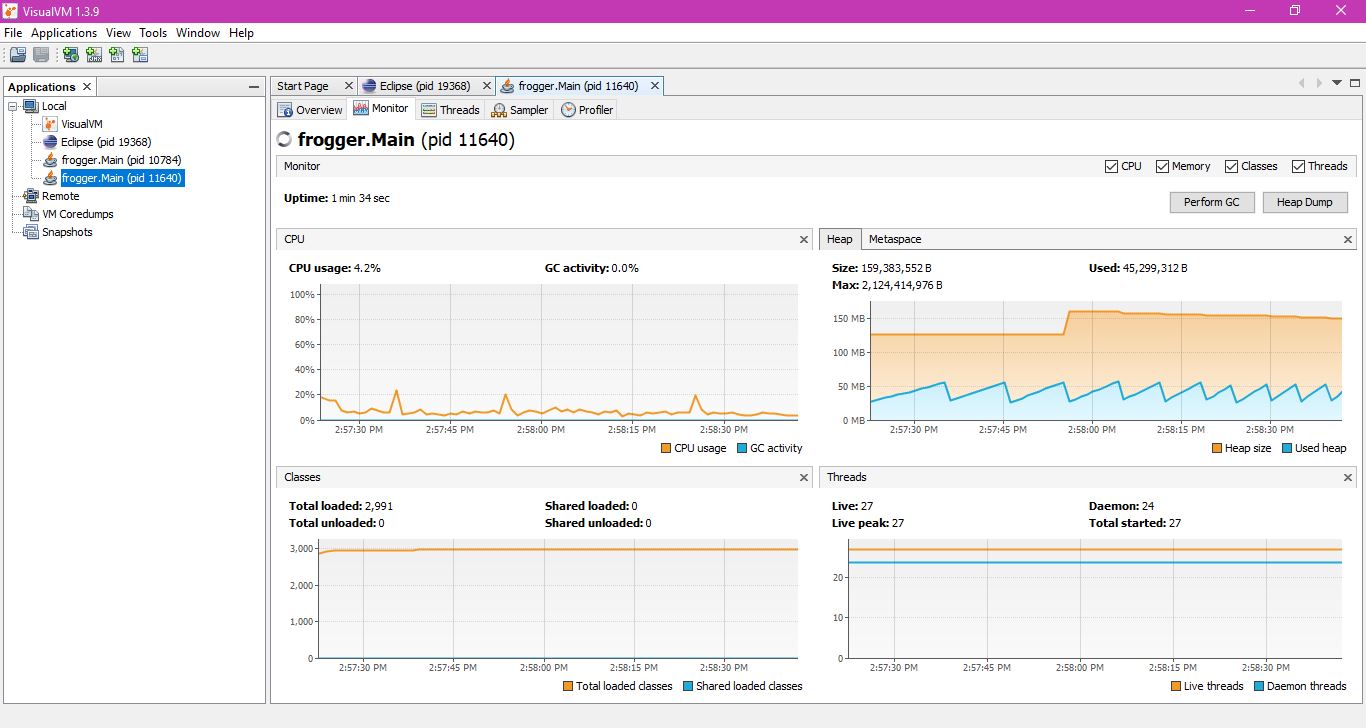 VisualVM 1.3.9
File Applications View Tools Window Help
Applications
Local
VisualVM
Eclipse (pid 19368)
frogger.Main (pid 10784)
frogger.Main (pid 11640)
Remote
VM Coredumps
Snapshots
Start Page Eclipse (pid 19368) frogger.Main (pid 11640)
Overview Monitor Threads Sampler Profiler
frogger.Main (pid 11640)
Monitor CPU Memory Classes Threads
Uptime: 1 min 34 sec Perform GC Heap Dump
CPU
CPU usage: 4.2% GC activity: 0.0%
100%
80%
60%
40%
20%
0%
2:57:30 PM 2:57:45 PM 2:58:00 PM 2:58:15 PM 2:58:30 PM
CPU usage GC activity
Heap Metaspace
Size: 159,383,552 B Used: 45,299,312 B
Max: 2,124,414,976 B
150 MB
100 MB
50 MB
0 MB
2:57:30 PM 2:57:45 PM 2:58:00 PM 2:58:15 PM 2:58:30 PM
Heap size Used heap
Classes
Total loaded: 2,991 Shared loaded: 0
Total unloaded: 0 Shared unloaded: 0
3,000
2,000
1,000
0
2:57:30 PM 2:57:45 PM 2:58:00 PM 2:58:15 PM 2:58:30 PM
Total loaded classes Shared loaded classes
Threads
Live: 27 Daemon: 24
Live peak: 27 Total started: 27
20
10
0
2:57:30 PM 2:57:45 PM 2:58:00 PM 2:58:15 PM 2:58:30 PM
Live threads Daemon threads